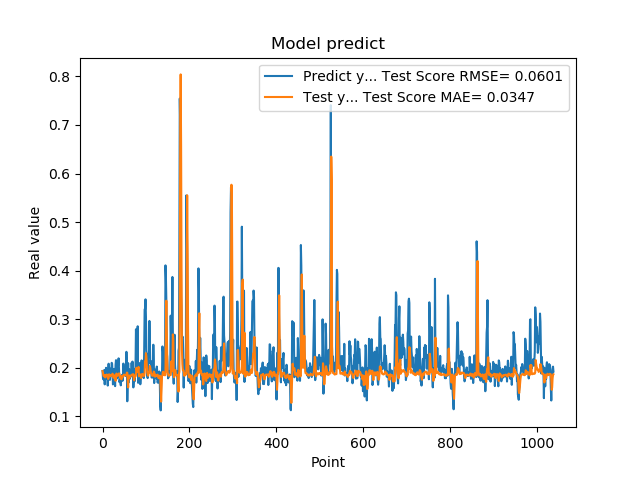 Model predict
Predict y... Test Score RMSE= 0.0601
Test y... Test Score MAE= 0.0347
0.8
0.7
0.6
0.5
0.4
0.3
0.2
0.1
Real value
0 200 400 600 800 1000
Point